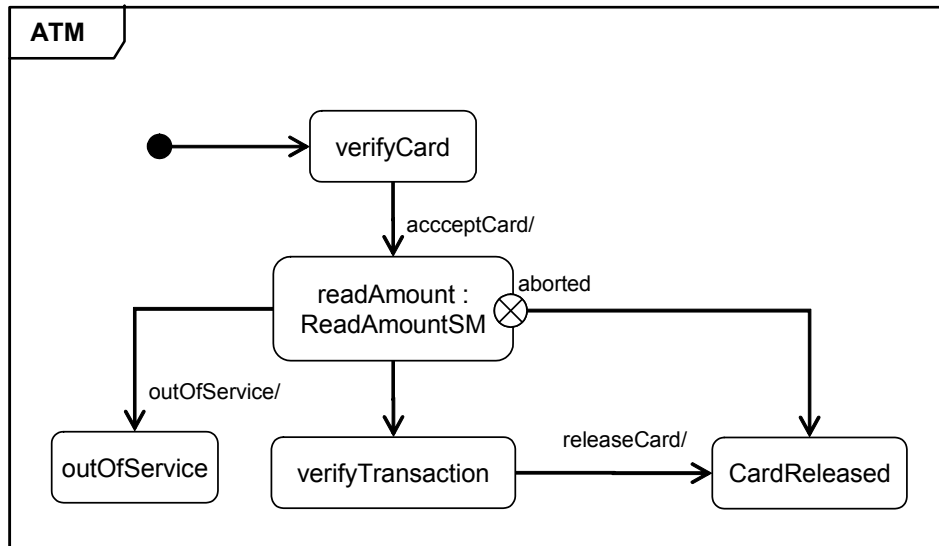 ATM
verifyCard
accceptCard/
readAmount :
ReadAmountSM
aborted
outOfService/
releaseCard/
outOfService
verifyTransaction
CardReleased